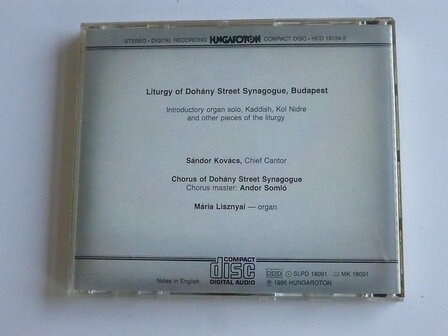 STEREO • DIGITAL RECORDING HUNGAROTON COMPACT DISC • HCD 18134-2
Liturgy of Dohány Street Synagogue, Budapest
Introductory organ solo, Kaddish, Kol Nidre
and other pieces of the liturgy
Sándor Kovács, Chief Cantor
Chorus of Dohány Street Synagogue
Chorus master: Andor Somló
Mária Lisznyai — organ
COMPACT
disc
DIGITAL AUDIO
Notes in English
DDD SLPD 18091 MK 18091
℗ 1986 HUNGAROTON